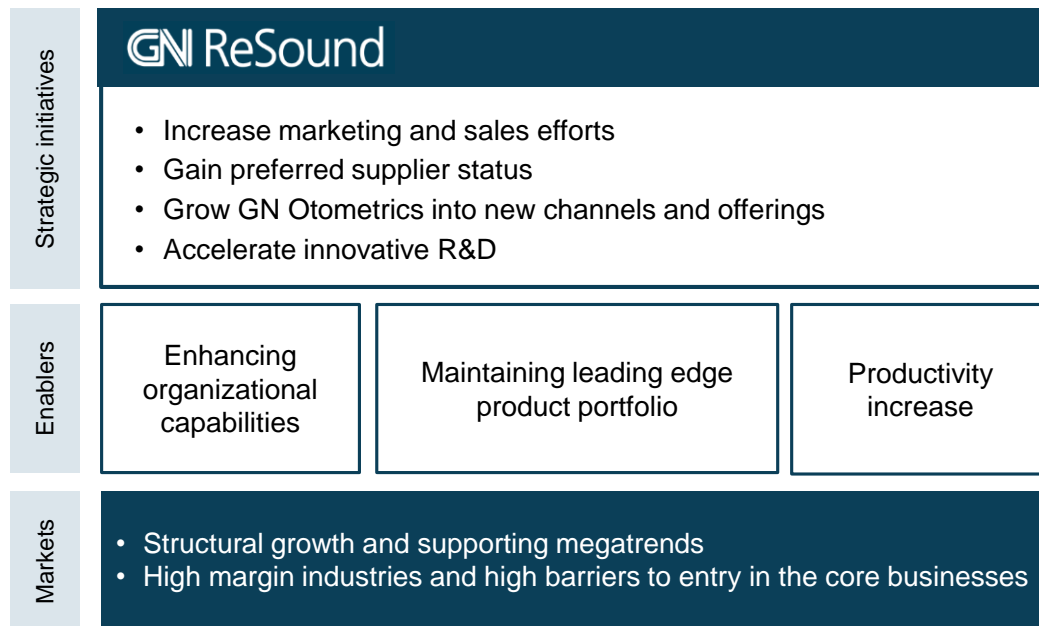 Strategic initiatives
GN ReSound
• Increase marketing and sales efforts
• Gain preferred supplier status
• Grow GN Otometrics into new channels and offerings
• Accelerate innovative R&D
Enablers
Enhancing
organizational
capabilities
Maintaining leading edge
product portfolio
Productivity
increase
Markets
• Structural growth and supporting megatrends
• High margin industries and high barriers to entry in the core businesses